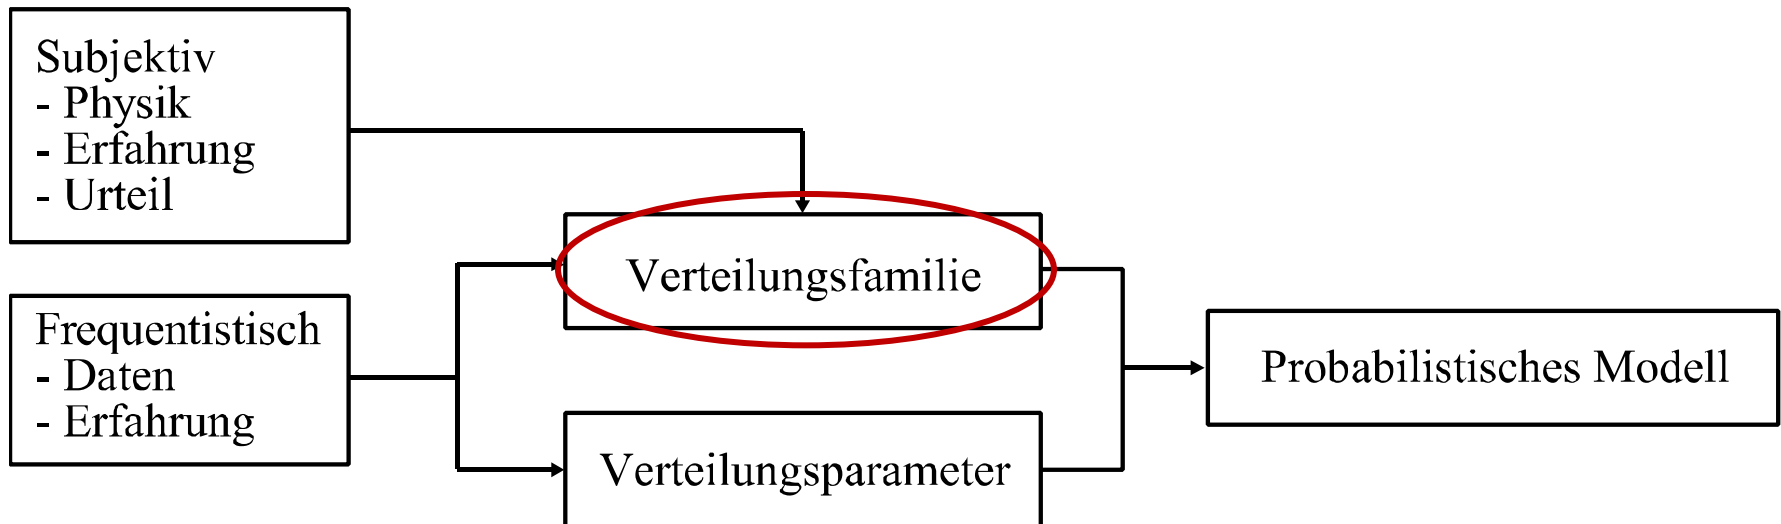 Subjektiv
- Physik
- Erfahrung
- Urteil
Verteilungsfamilie
Frequentistisch
- Daten
- Erfahrung
Probabilistisches Modell
Verteilungsparameter